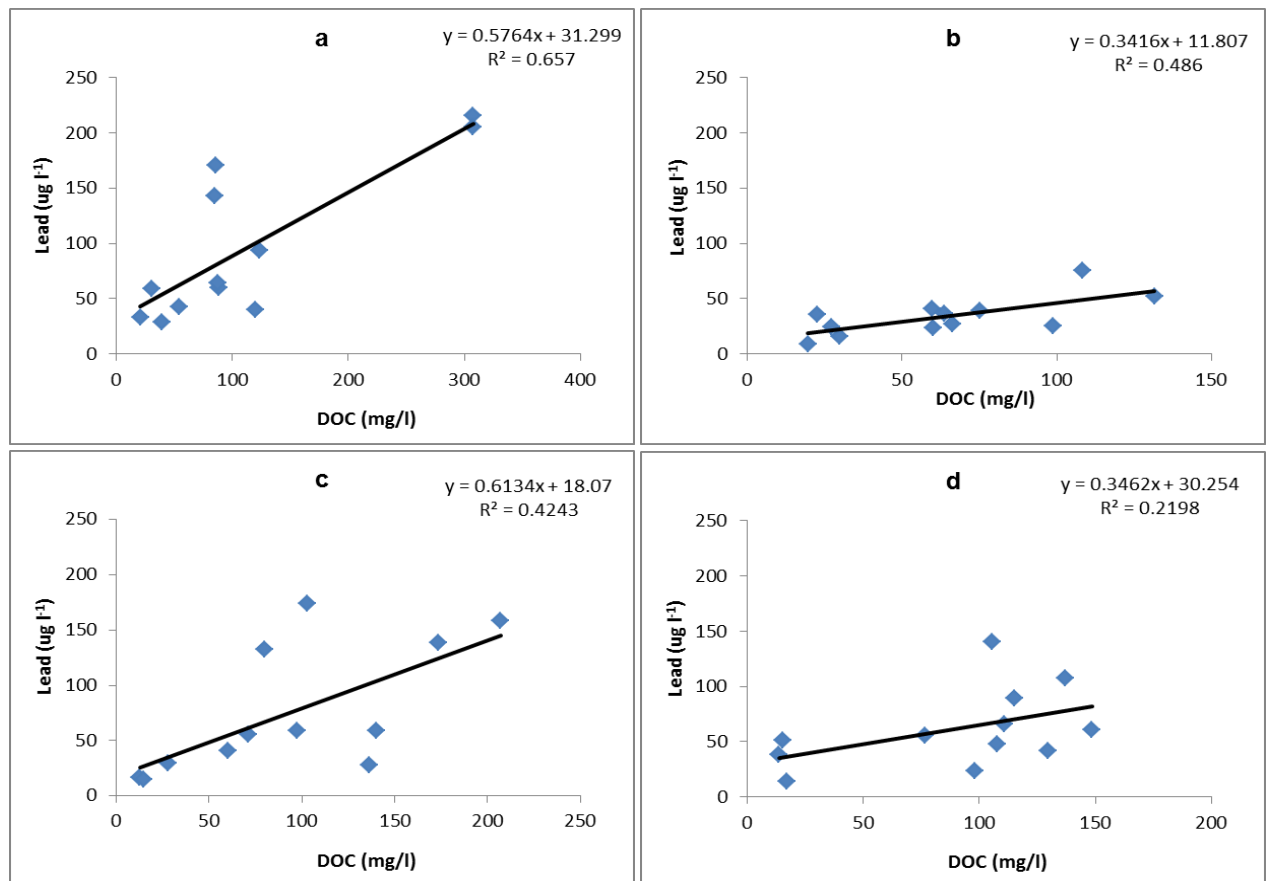 a
y = 0.5764x + 31.299
R² = 0.657
250
200
150
100
50
0
Lead (ug l⁻¹)
0 100 200 300 400
DOC (mg/l)
b
y = 0.3416x + 11.807
R² = 0.486
250
200
150
100
50
0
Lead (ug l⁻¹)
0 50 100 150
DOC (mg/l)
c
y = 0.6134x + 18.07
R² = 0.4243
250
200
150
100
50
0
Lead (ug l⁻¹)
0 50 100 150 200 250
DOC (mg/l)
d
y = 0.3462x + 30.254
R² = 0.2198
250
200
150
100
50
0
Lead (ug l⁻¹)
0 50 100 150 200
DOC (mg/l)